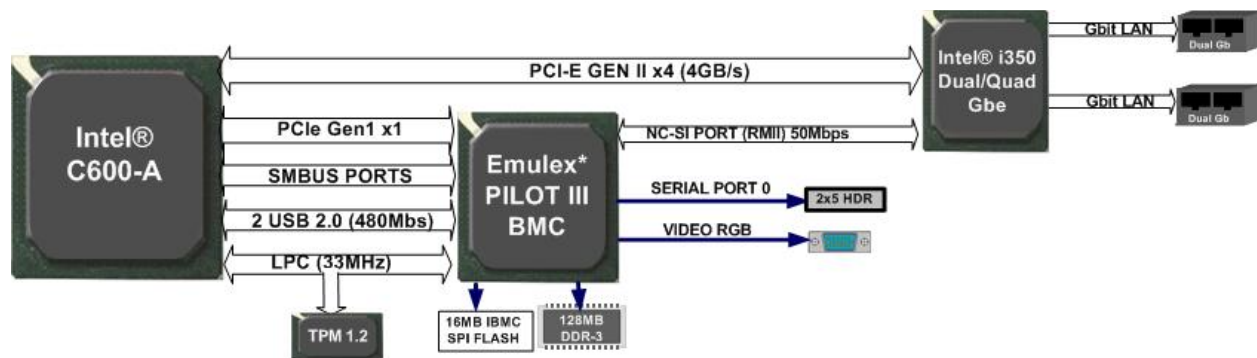 Intel®
C600-A
PCI-E GEN II x4 (4GB/s)
Intel® i350
Dual/Quad
Gbe
Gbit LAN
Dual Gb
Gbit LAN
Dual Gb
PCIe Gen1 x1
SMBUS PORTS
2 USB 2.0 (480Mbs)
LPC (33MHz)
TPM 1.2
Emulex*
PILOT III
BMC
NC-SI PORT (RMII) 50Mbps
SERIAL PORT 0
2x5 HDR
VIDEO RGB
16MB IBMC
SPI FLASH
128MB
DDR-3